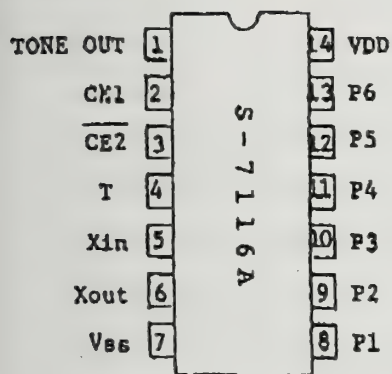 TONE OUT 1 14 VDD
CE1 2 13 P6
C̅E̅2̅ 3 12 P5
T 4 11 P4
Xin 5 10 P3
Xout 6 9 P2
Vss 7 8 P1
S-7116A